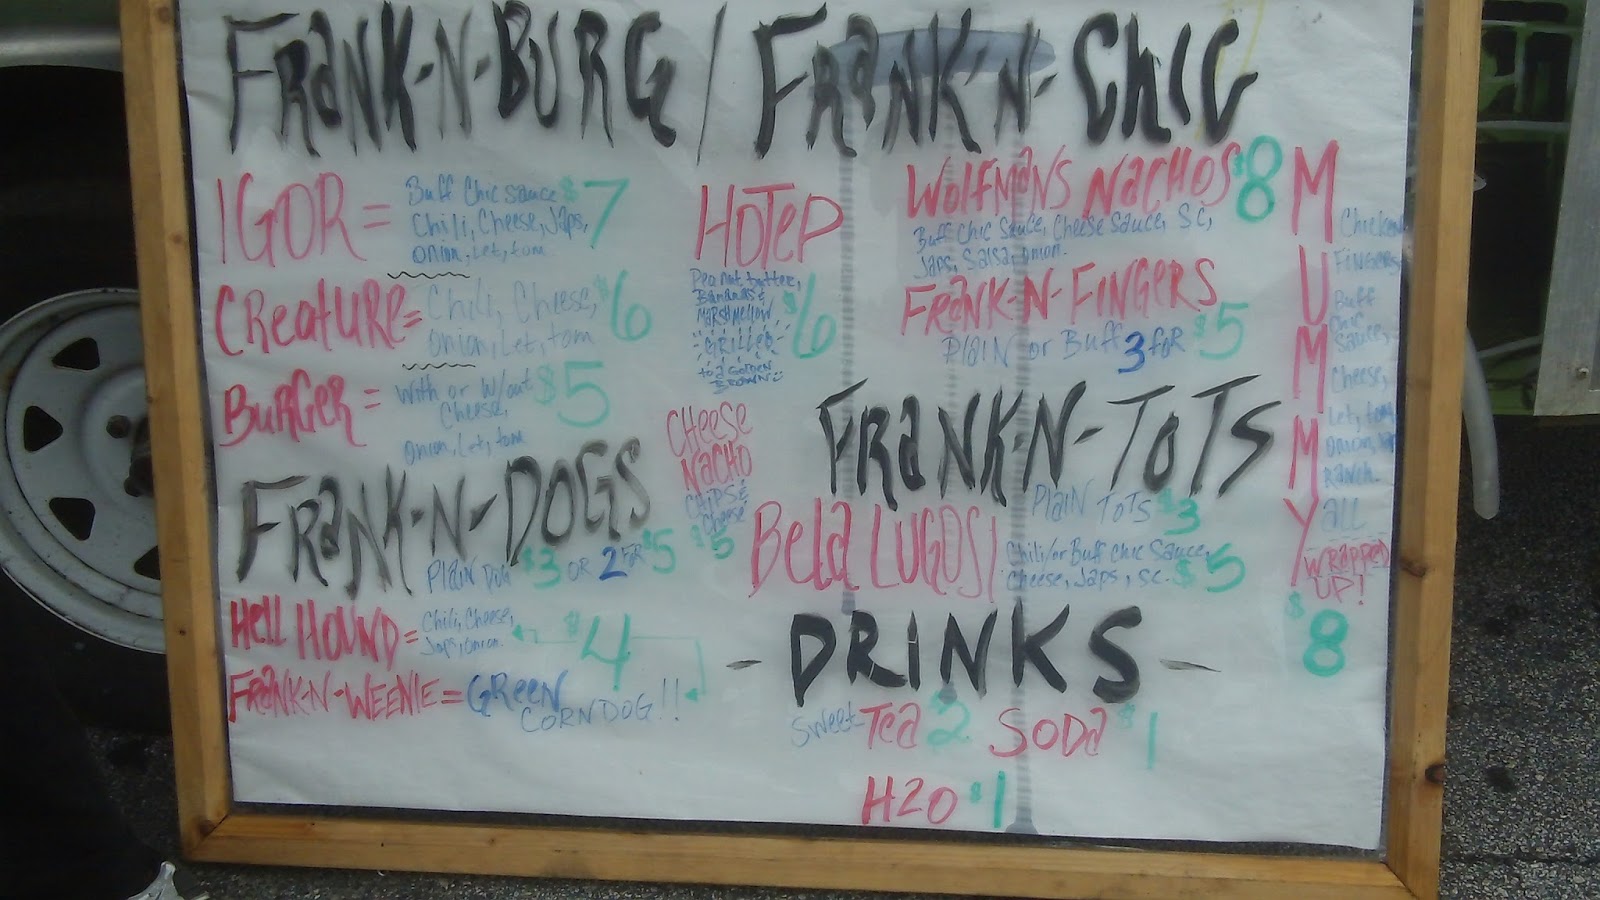 FRANK-N-BURG / FRANK'N-CHIC
IGOR = Buff Chic sauce $7
Chili, Cheese, Japs,
onion, Let, tom
CREATURE = Chili, Cheese, $6
onion, Let, tom
BURGER = with or w/out $5
Cheese,
onion, Let, tom
HOTEP
Peanut butter,
Bananas &
MARSHMELLOW $6
GRILLED
to a GOLDEN
BROWN
WOLFMANS NACHOS $8
Buff Chic Sauce, Cheese Sauce, S.C,
Japs, Salsa, onion.
FRANK-N-FINGERS $5
PLAIN or Buff 3 FOR
MUMMY
Chicken
FINGERS
Buff
Chic
Sauce,
Cheese,
Let, tom
onion, Jap
RANCH.
all
WRAPPED
UP!
$8
FRANK-N-DOGS
PLAIN DOG $3 OR 2 FOR $5
HELL HOUND = Chili, Cheese, $4
Japs, onion.
FRANK-N-WEENIE = GREEN
CORN DOG!!
CHEESE
NACHO
CHIPS &
Cheese
$5
FRANK-N-TOTS
PLAIN TOTS $3
Bela LUGOSI Chili/or Buff Chic Sauce,
Cheese, Japs, SC. $5
- DRINKS -
Sweet-Tea 2 SODA $1
H2O $1